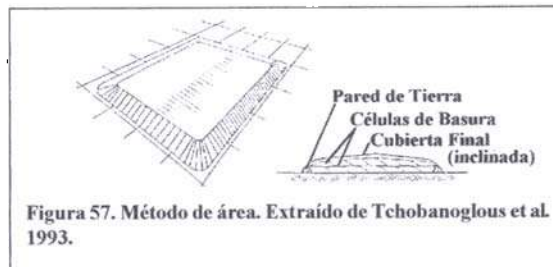 Pared de Tierra
Células de Basura
Cubierta Final
(inclinada)
Figura 57. Método de área. Extraído de Tchobanoglous et al.
1993.